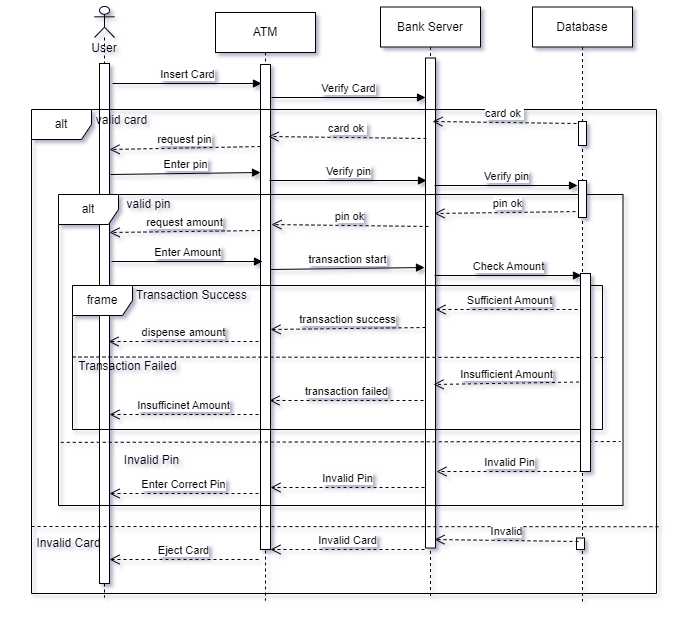 User
ATM
Bank Server
Database
Insert Card
Verify Card
alt
valid card
card ok
card ok
request pin
Enter pin
Verify pin
Verify pin
alt
valid pin
pin ok
pin ok
request amount
Enter Amount
transaction start
Check Amount
frame
Transaction Success
Sufficient Amount
transaction success
dispense amount
Transaction Failed
Insufficient Amount
transaction failed
Insufficinet Amount
Invalid Pin
Invalid Pin
Invalid Pin
Enter Correct Pin
Invalid
Invalid Card
Invalid Card
Eject Card